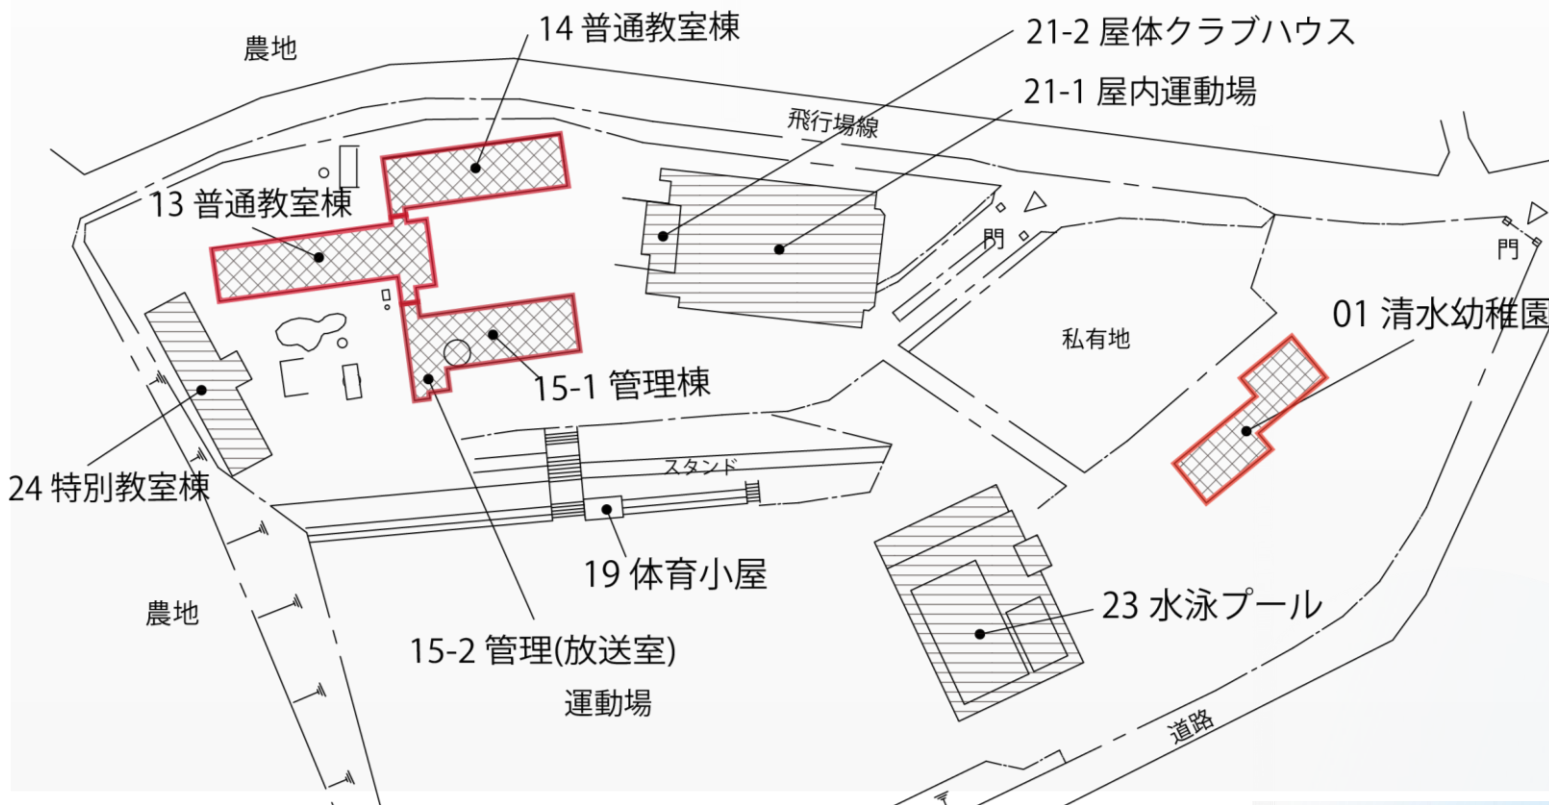 14 普通教室棟
21-2 屋体クラブハウス
農地
21-1 屋内運動場
飛行場線
13 普通教室棟
門
門
01 清水幼稚園
私有地
15-1 管理棟
スタンド
24 特別教室棟
19 体育小屋
農地
23 水泳プール
15-2 管理(放送室)
運動場
道路